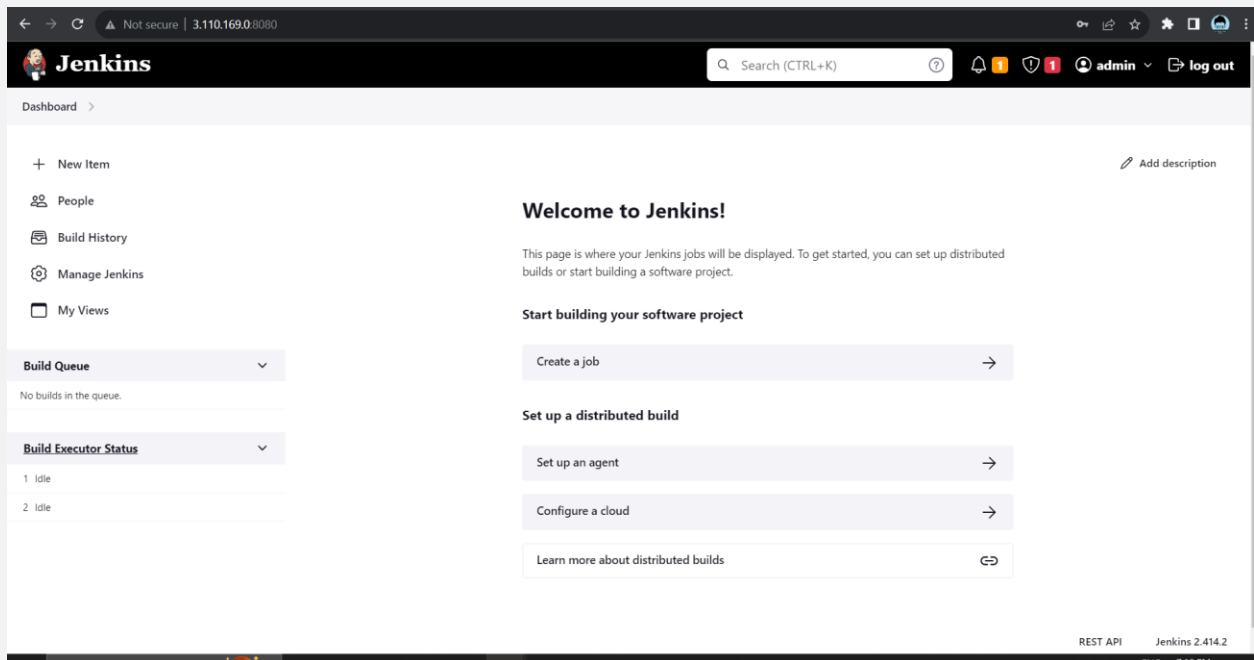 Not secure | 3.110.169.0:8080
Jenkins
Search (CTRL+K)
1
1
admin
log out
Dashboard
New Item
People
Build History
Manage Jenkins
My Views
Build Queue
No builds in the queue.
Build Executor Status
1 Idle
2 Idle
Add description
Welcome to Jenkins!
This page is where your Jenkins jobs will be displayed. To get started, you can set up distributed
builds or start building a software project.
Start building your software project
Create a job
Set up a distributed build
Set up an agent
Configure a cloud
Learn more about distributed builds
REST API
Jenkins 2.414.2